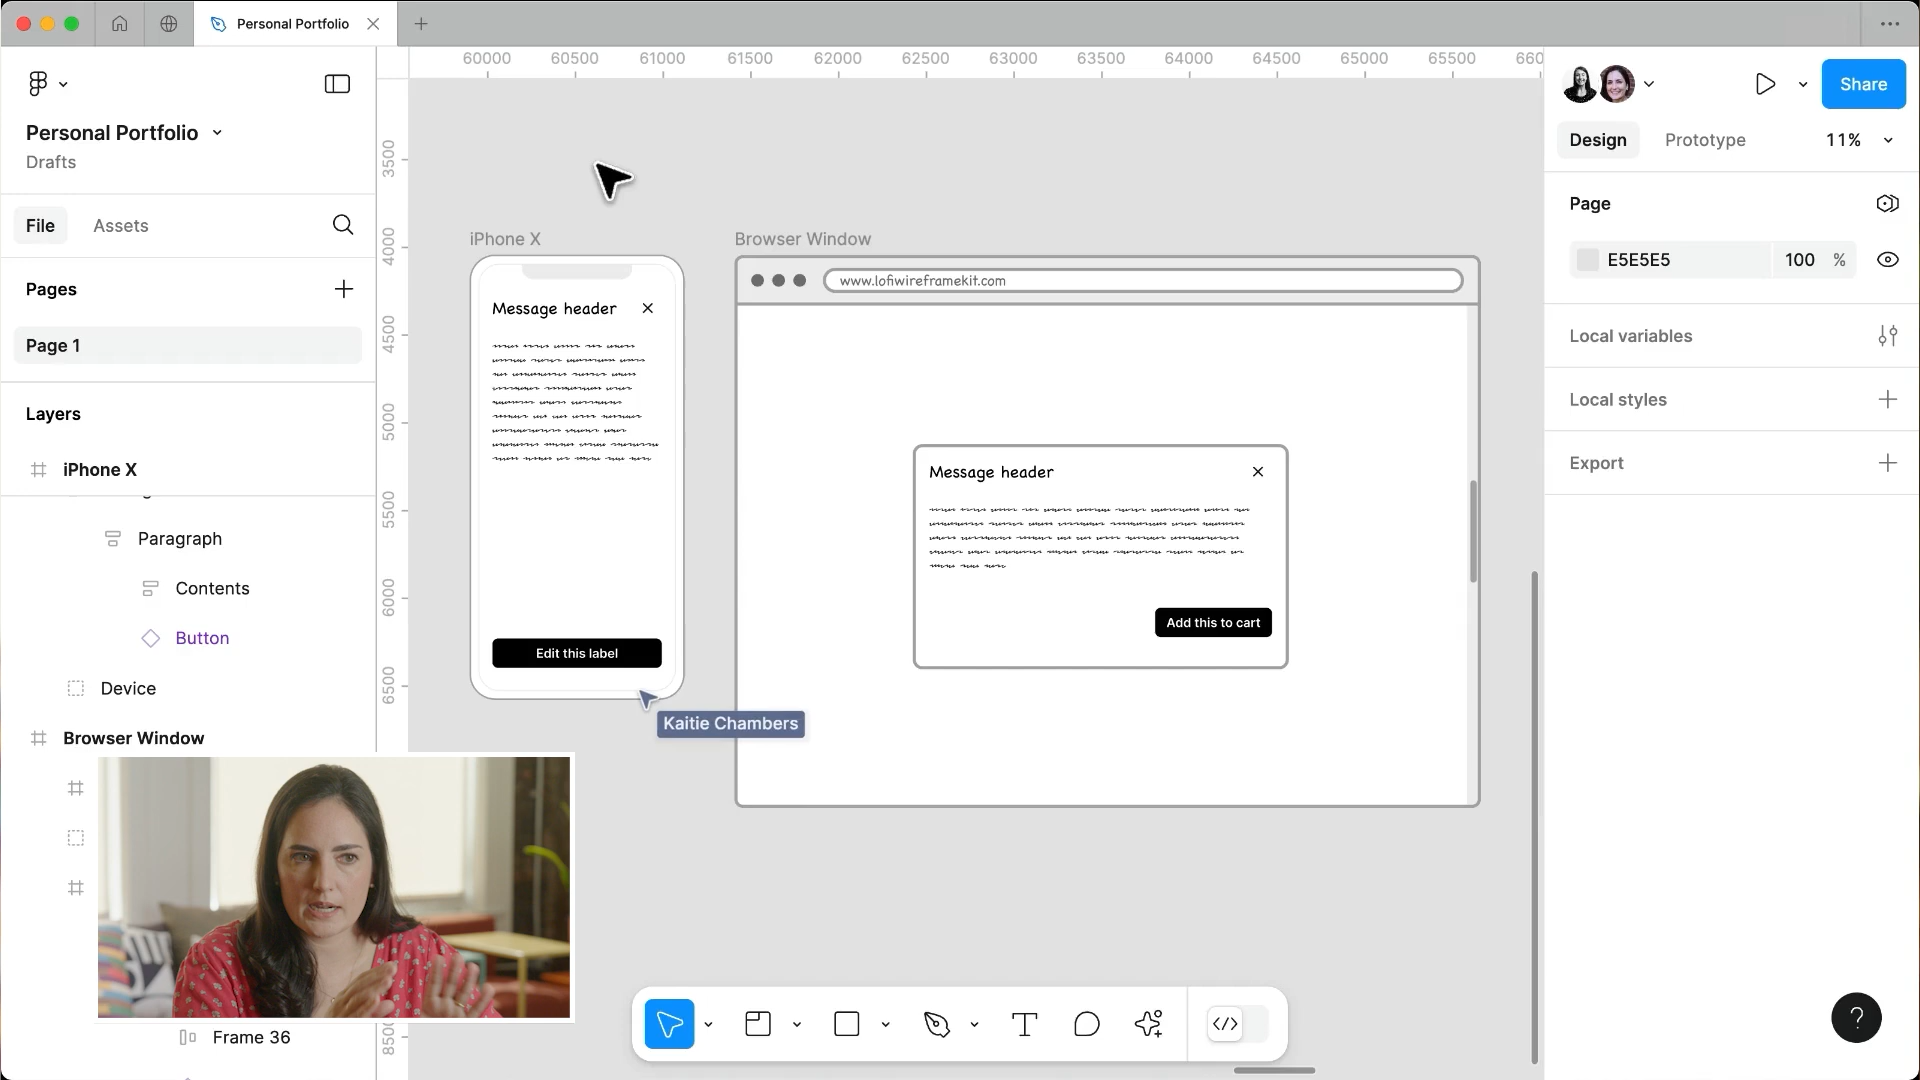 Personal Portfolio
60000 60500 61000 61500 62000 62500 63000 63500 64000 64500 65000 65500 660
Share
Personal Portfolio
Drafts
Design Prototype 11%
File Assets
Page
Pages
E5E5E5 100 %
Page 1
Local variables
Layers
Local styles
iPhone X
Export
Paragraph
Contents
Button
Device
Browser Window
Frame 36
3500
4000
4500
5000
5500
6000
6500
850
iPhone X
Message header
Edit this label
Kaitie Chambers
Browser Window
www.lofiwireframekit.com
Message header
Add this to cart
T
</>
?